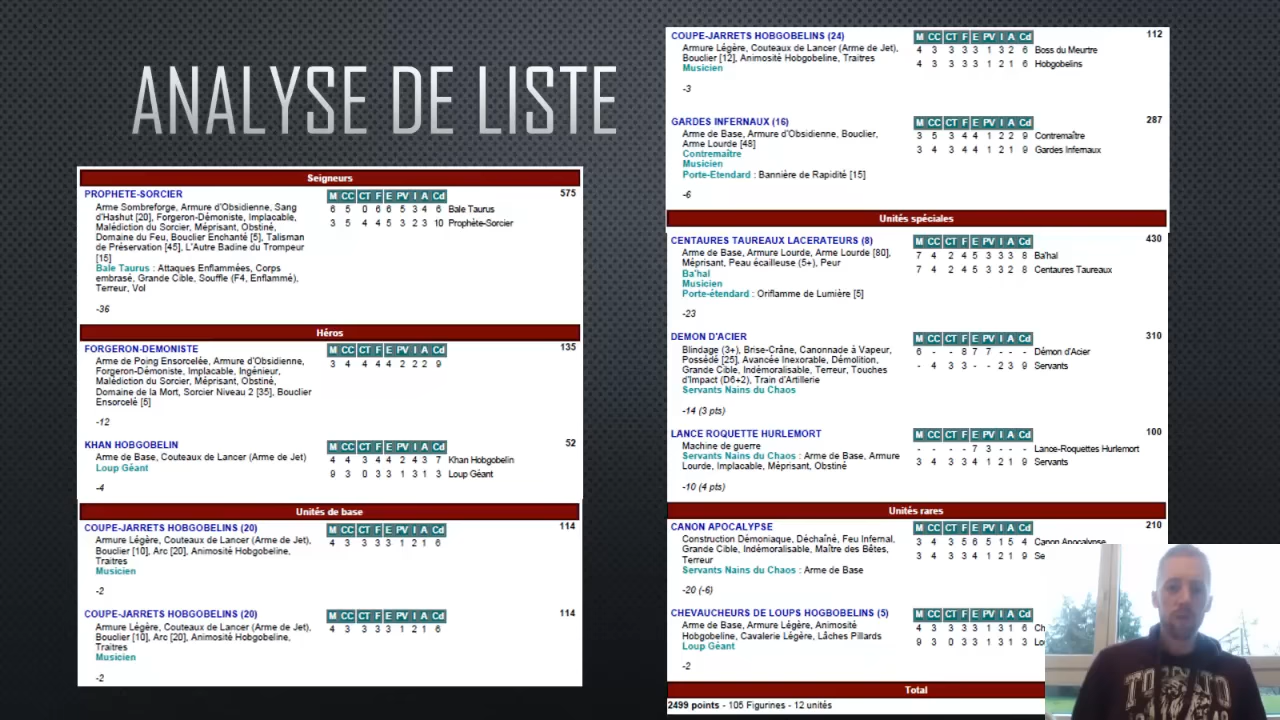 ANALYSE DE LISTE
Seigneurs
PROPHETE-SORCIER
M CC CT F E PV I A Cd
575
Arme Sombreforge, Armure d'Obsidienne, Sang
6 5 0 6 6 5 3 4 6 Bale Taurus
d'Hashut [20], Forgeron-Démoniste, Implacable,
3 5 4 4 5 3 2 3 10 Prophète-Sorcier
Malédiction du Sorcier, Méprisant, Obstiné,
Domaine du Feu, Bouclier Enchanté [5], Talisman
de Préservation [45], L'Autre Badine du Trompeur
[15]
Bale Taurus : Attaques Enflammées, Corps
embrasé, Grande Cible, Souffle (F4, Enflammé),
Terreur, Vol
-36
Héros
FORGERON-DEMONISTE
M CC CT F E PV I A Cd
135
Arme de Poing Ensorcelée, Armure d'Obsidienne,
3 4 4 4 4 2 2 2 9
Forgeron-Démoniste, Implacable, Ingénieur,
Malédiction du Sorcier, Méprisant, Obstiné,
Domaine de la Mort, Sorcier Niveau 2 [35], Bouclier
Ensorcelé [5]
-12
KHAN HOBGOBELIN
M CC CT F E PV I A Cd
52
Arme de Base, Couteaux de Lancer (Arme de Jet)
4 4 3 4 4 2 4 3 7 Khan Hobgobelin
Loup Géant
9 3 0 3 3 1 3 1 3 Loup Géant
-4
Unités de base
COUPE-JARRETS HOBGOBELINS (20)
M CC CT F E PV I A Cd
114
Armure Légère, Couteaux de Lancer (Arme de Jet),
4 3 3 3 3 1 2 1 6
Bouclier [10], Arc [20], Animosité Hobgobeline,
Traitres
Musicien
-2
COUPE-JARRETS HOBGOBELINS (20)
M CC CT F E PV I A Cd
114
Armure Légère, Couteaux de Lancer (Arme de Jet),
4 3 3 3 3 1 2 1 6
Bouclier [10], Arc [20], Animosité Hobgobeline,
Traitres
Musicien
-2
COUPE-JARRETS HOBGOBELINS (24)
M CC CT F E PV I A Cd
112
Armure Légère, Couteaux de Lancer (Arme de Jet),
4 3 3 3 3 1 3 2 6 Boss du Meurtre
Bouclier [12], Animosité Hobgobeline, Traitres
4 3 3 3 3 1 2 1 6 Hobgobelins
Musicien
-3
GARDES INFERNAUX (16)
M CC CT F E PV I A Cd
287
Arme de Base, Armure d'Obsidienne, Bouclier,
3 5 3 4 4 1 2 2 9 Contremaître
Arme Lourde [48]
3 4 3 4 4 1 2 1 9 Gardes Infernaux
Contremaître
Musicien
Porte-Etendard : Bannière de Rapidité [15]
-6
Unités spéciales
CENTAURES TAUREAUX LACERATEURS (8)
M CC CT F E PV I A Cd
430
Arme de Base, Armure Lourde, Arme Lourde [80],
7 4 2 4 5 3 3 3 8 Ba'hal
Méprisant, Peau écailleuse (5+), Peur
7 4 2 4 5 3 3 2 8 Centaures Taureaux
Ba'hal
Musicien
Porte-étendard : Oriflamme de Lumière [5]
-23
DEMON D'ACIER
M CC CT F E PV I A Cd
310
Blindage (3+), Brise-Crâne, Canonnade à Vapeur,
6 - - 8 7 7 - - - Démon d'Acier
Possédé [25], Avancée Inexorable, Démolition,
- 4 3 3 - - 2 3 9 Servants
Grande Cible, Indémoralisable, Terreur, Touches
d'Impact (D6+2), Train d'Artillerie
Servants Nains du Chaos
-14 (3 pts)
LANCE ROQUETTE HURLEMORT
M CC CT F E PV I A Cd
100
Machine de guerre
- - - - 7 3 - - - Lance-Roquettes Hurlemort
Servants Nains du Chaos : Arme de Base, Armure
3 4 3 3 4 1 2 1 9 Servants
Lourde, Implacable, Méprisant, Obstiné
-10 (4 pts)
Unités rares
CANON APOCALYPSE
M CC CT F E PV I A Cd
210
Construction Démoniaque, Déchaîné, Feu Infernal,
3 4 3 5 6 5 1 5 4 Canon Apocalypse
Grande Cible, Indémoralisable, Maître des Bêtes,
3 4 3 3 4 1 2 1 9 Se
Terreur
Servants Nains du Chaos : Arme de Base
-20 (-6)
CHEVAUCHEURS DE LOUPS HOGBOBELINS (5)
M CC CT F E PV I A Cd
Arme de Base, Armure Légère, Animosité
4 3 3 3 3 1 3 1 6 Ch
Hobgobeline, Cavalerie Légère, Lâches Pillards
9 3 0 3 3 1 3 1 3 Lo
Loup Géant
-2
Total
2499 points - 105 Figurines - 12 unités